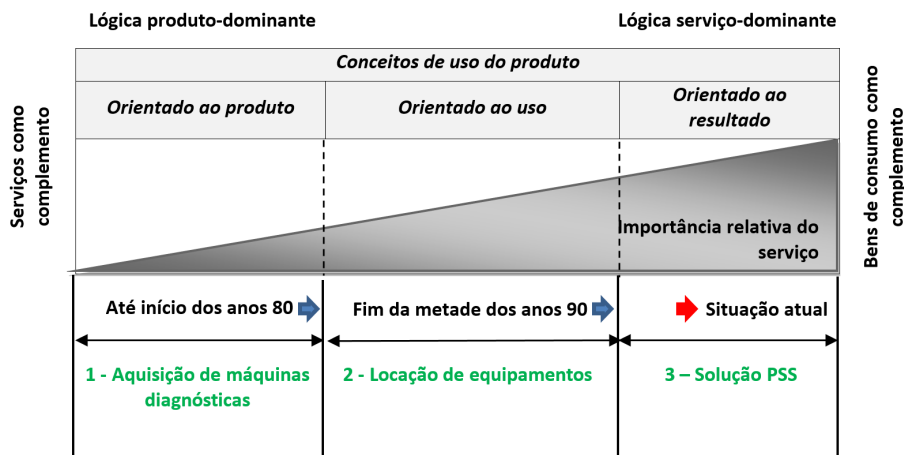 Lógica produto-dominante
Lógica serviço-dominante
Conceitos de uso do produto
Orientado ao produto
Orientado ao uso
Orientado ao
resultado
Serviços como
complemento
Bens de consumo como
complemento
Importância relativa do
serviço
Até início dos anos 80
Fim da metade dos anos 90
Situação atual
1 - Aquisição de máquinas
diagnósticas
2 - Locação de equipamentos
3 – Solução PSS